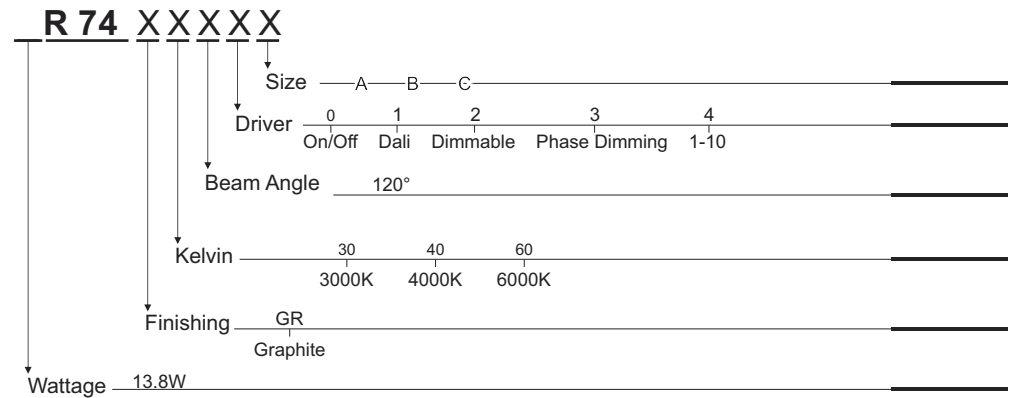 R 74 X X X X X
Size A B C
0 1 2 3 4
Driver
On/Off Dali Dimmable Phase Dimming 1-10
Beam Angle 120°
30 40 60
Kelvin
3000K 4000K 6000K
Finishing GR
Graphite
Wattage 13.8W